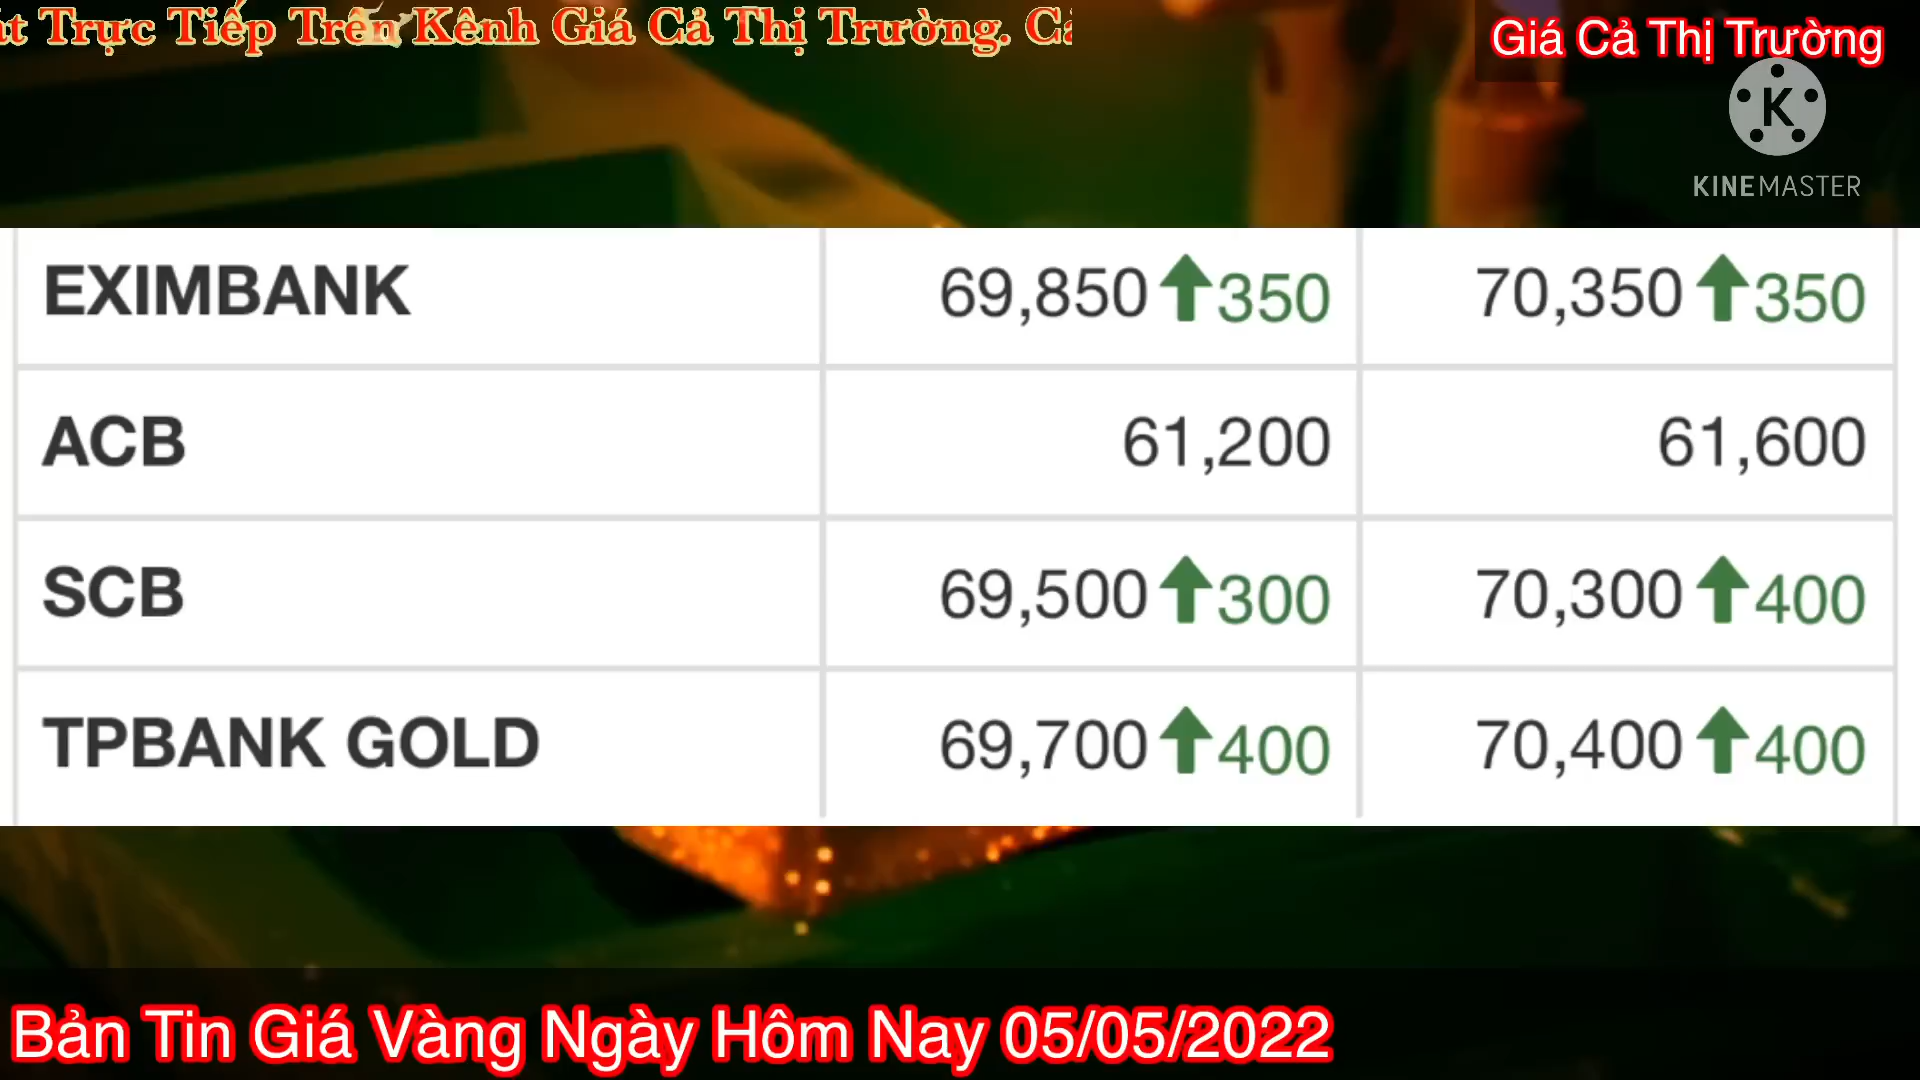 Trực Tiếp Trên Kênh Giá Cả Thị Trường.
Giá Cả Thị Trường
K
KINEMASTER
EXIMBANK 69,850 350 70,350 350
ACB 61,200 61,600
SCB 69,500 300 70,300 400
TPBANK GOLD 69,700 400 70,400 400
Bản Tin Giá Vàng Ngày Hôm Nay 05/05/2022